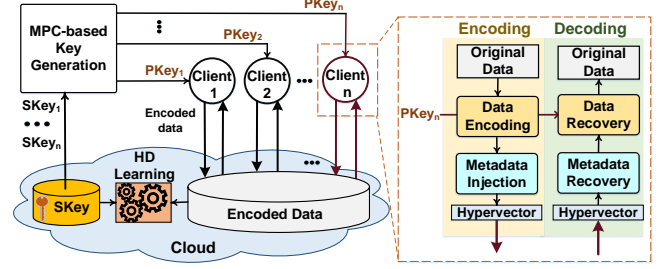 MPC-based
Key
Generation
PKeyn
PKey2
PKey1
Client
1
Client
2
•••
Client
n
SKey1
•••
SKeyn
Encoded
data
HD
Learning
SKey
Encoded Data
Cloud
Encoding
Decoding
Original
Data
Original
Data
PKeyn
Data
Encoding
Data
Recovery
Metadata
Injection
Metadata
Recovery
Hypervector
Hypervector